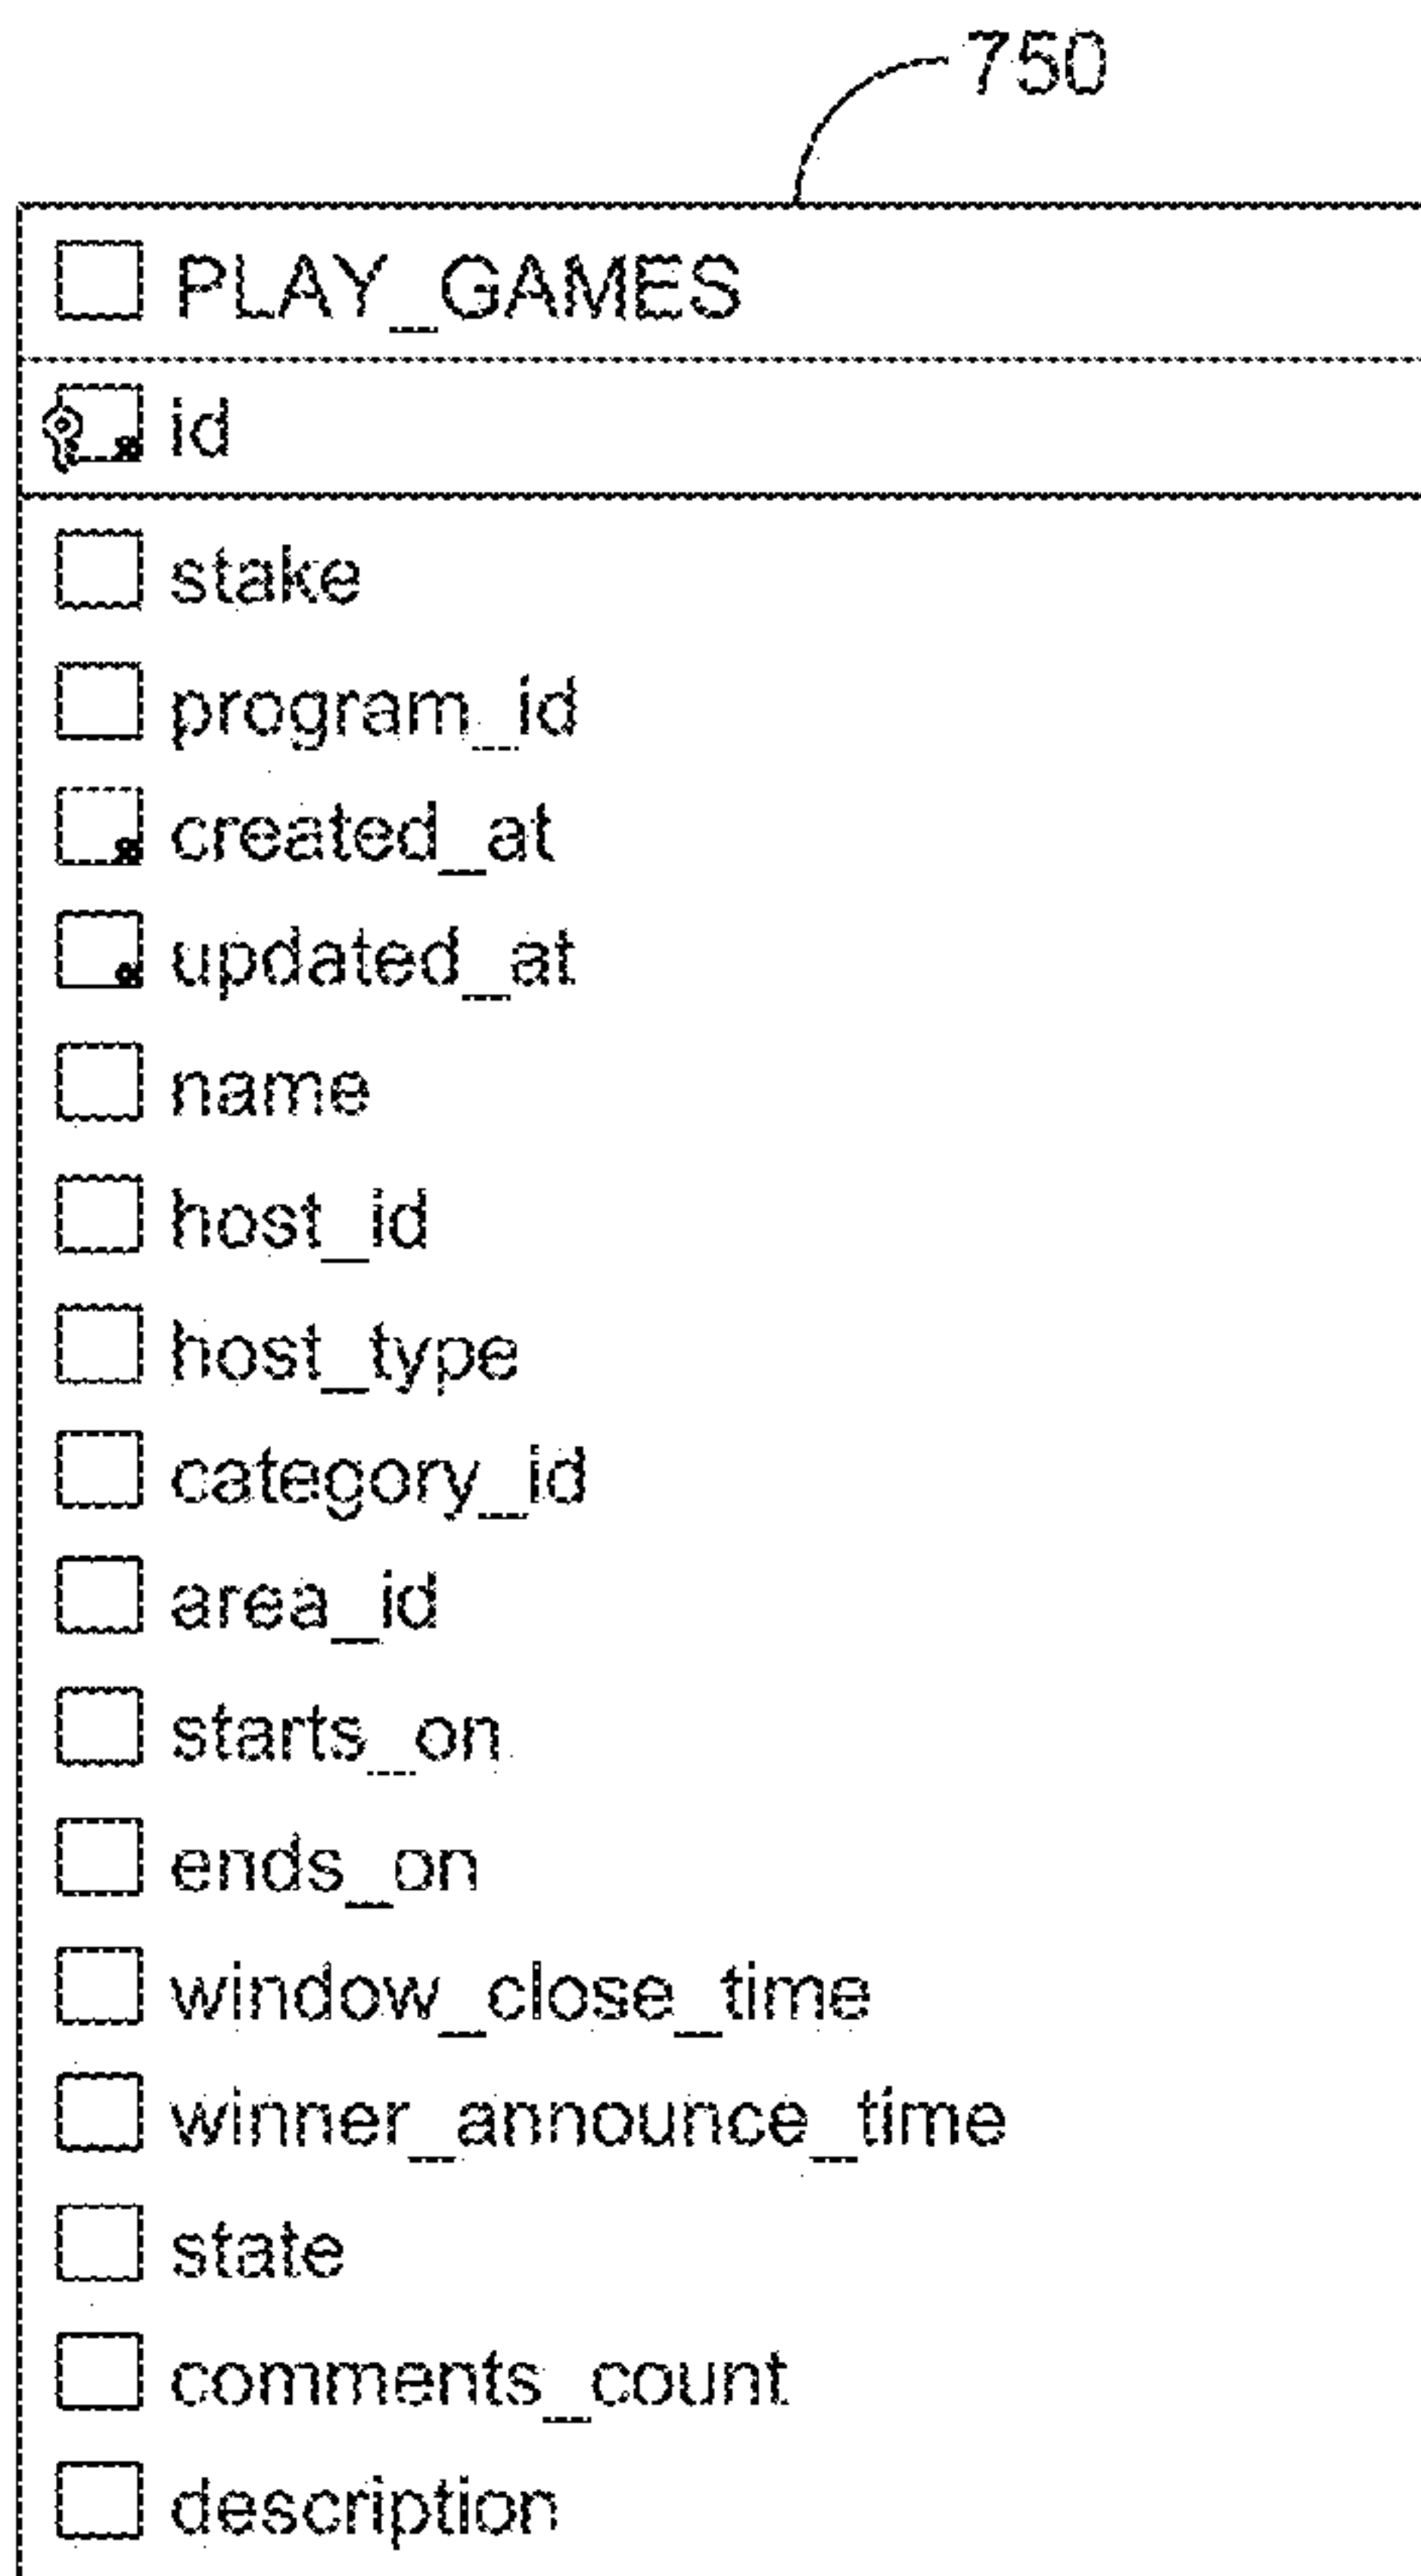 750
PLAY_GAMES
id
stake
program_id
created_at
updated_at
name
host_id
host_type
category_id
area_id
starts_on
ends_on
window_close_time
winner_announce_time
state
comments_count
description